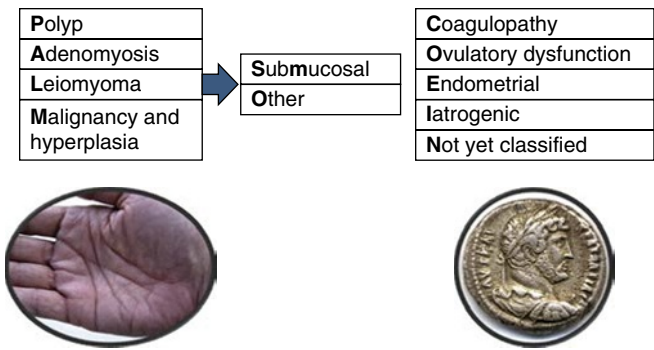 Polyp
Adenomyosis
Leiomyoma
Malignancy and
hyperplasia
Submucosal
Other
Coagulopathy
Ovulatory dysfunction
Endometrial
Iatrogenic
Not yet classified